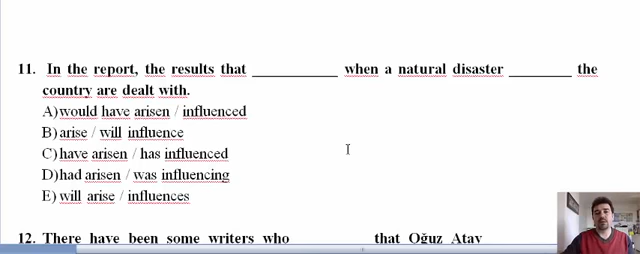 11. In the report, the results that ____________ when a natural disaster _________ the
country are dealt with.
A) would have arisen / influenced
B) arise / will influence
C) have arisen / has influenced
D) had arisen / was influencing
E) will arise / influences
12. There have been some writers who ____________ that Oğuz Atay